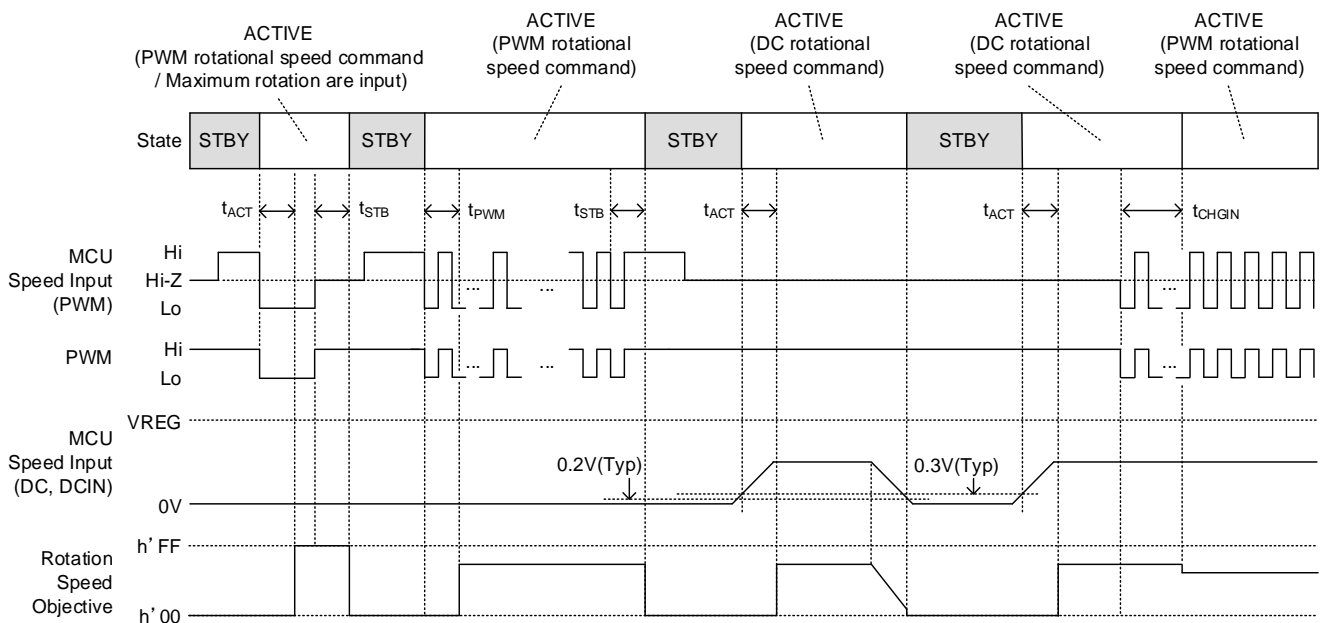 ACTIVE
(PWM rotational speed command
/ Maximum rotation are input)
ACTIVE
(PWM rotational
speed command)
ACTIVE
(DC rotational
speed command)
ACTIVE
(DC rotational
speed command)
ACTIVE
(PWM rotational
speed command)
State STBY STBY STBY STBY
tACT tSTB tPWM tSTB tACT tACT tCHGIN
MCU
Speed Input
(PWM)
Hi
Hi-Z
Lo
... ... ...
PWM
Hi
Lo
... ... ...
MCU
Speed Input
(DC, DCIN)
VREG
0.2V(Typ) 0.3V(Typ)
0V
Rotation
Speed
Objective
h'FF
h'00